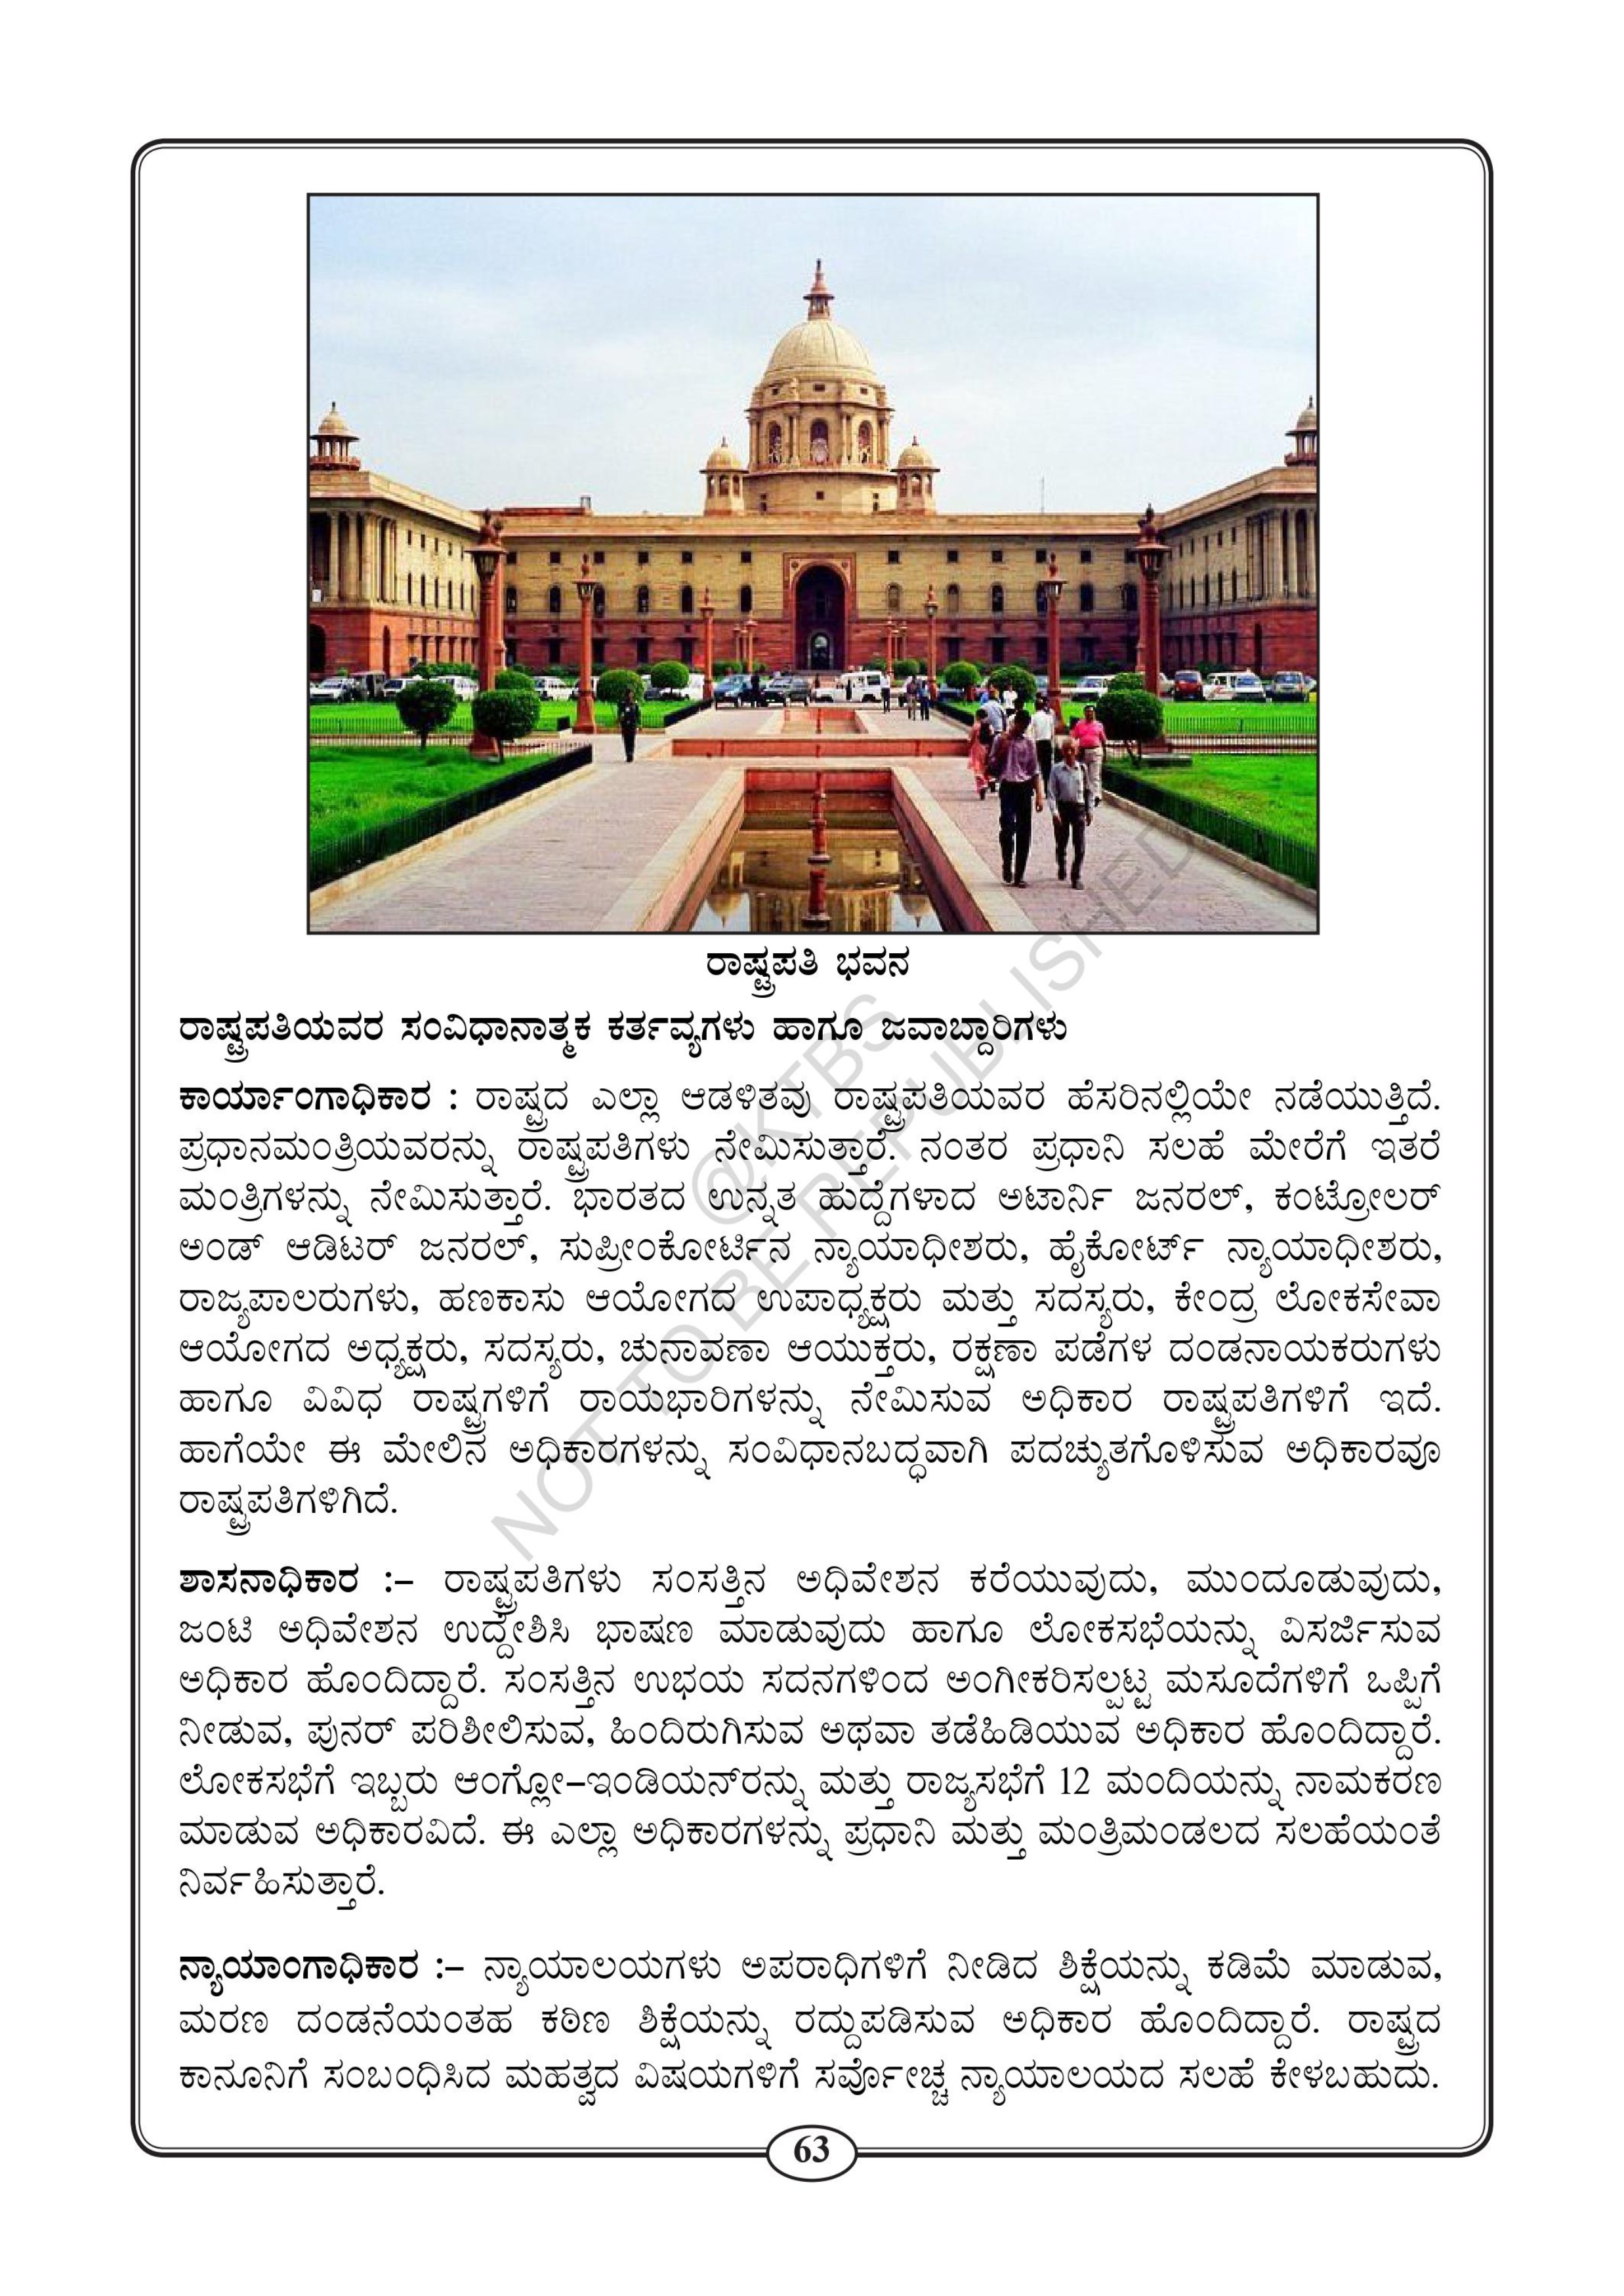 ರಾಷ್ಟ್ರಪತಿ ಭವನ
ರಾಷ್ಟ್ರಪತಿಯವರ ಸಂವಿಧಾನಾತ್ಮಕ ಕರ್ತವ್ಯಗಳು ಹಾಗೂ ಜವಾಬ್ದಾರಿಗಳು
ಕಾರ್ಯಾಂಗಾಧಿಕಾರ : ರಾಷ್ಟ್ರದ ಎಲ್ಲಾ ಆಡಳಿತವು ರಾಷ್ಟ್ರಪತಿಯವರ ಹೆಸರಿನಲ್ಲಿಯೇ ನಡೆಯುತ್ತಿದೆ.
ಪ್ರಧಾನಮಂತ್ರಿಯವರನ್ನು ರಾಷ್ಟ್ರಪತಿಗಳು ನೇಮಿಸುತ್ತಾರೆ. ನಂತರ ಪ್ರಧಾನಿ ಸಲಹೆ ಮೇರೆಗೆ ಇತರೆ
ಮಂತ್ರಿಗಳನ್ನು ನೇಮಿಸುತ್ತಾರೆ. ಭಾರತದ ಉನ್ನತ ಹುದ್ದೆಗಳಾದ ಅಟಾರ್ನಿ ಜನರಲ್, ಕಂಟ್ರೋಲರ್
ಅಂಡ್ ಆಡಿಟರ್ ಜನರಲ್, ಸುಪ್ರೀಂಕೋರ್ಟಿನ ನ್ಯಾಯಾಧೀಶರು, ಹೈಕೋರ್ಟ್ ನ್ಯಾಯಾಧೀಶರು,
ರಾಜ್ಯಪಾಲರುಗಳು, ಹಣಕಾಸು ಆಯೋಗದ ಉಪಾಧ್ಯಕ್ಷರು ಮತ್ತು ಸದಸ್ಯರು, ಕೇಂದ್ರ ಲೋಕಸೇವಾ
ಆಯೋಗದ ಅಧ್ಯಕ್ಷರು, ಸದಸ್ಯರು, ಚುನಾವಣಾ ಆಯುಕ್ತರು, ರಕ್ಷಣಾ ಪಡೆಗಳ ದಂಡನಾಯಕರುಗಳು
ಹಾಗೂ ವಿವಿಧ ರಾಷ್ಟ್ರಗಳಿಗೆ ರಾಯಭಾರಿಗಳನ್ನು ನೇಮಿಸುವ ಅಧಿಕಾರ ರಾಷ್ಟ್ರಪತಿಗಳಿಗೆ ಇದೆ.
ಹಾಗೆಯೇ ಈ ಮೇಲಿನ ಅಧಿಕಾರಗಳನ್ನು ಸಂವಿಧಾನಬದ್ಧವಾಗಿ ಪದಚ್ಯುತಗೊಳಿಸುವ ಅಧಿಕಾರವೂ
ರಾಷ್ಟ್ರಪತಿಗಳಿಗಿದೆ.
ಶಾಸನಾಧಿಕಾರ :– ರಾಷ್ಟ್ರಪತಿಗಳು ಸಂಸತ್ತಿನ ಅಧಿವೇಶನ ಕರೆಯುವುದು, ಮುಂದೂಡುವುದು,
ಜಂಟಿ ಅಧಿವೇಶನ ಉದ್ದೇಶಿಸಿ ಭಾಷಣ ಮಾಡುವುದು ಹಾಗೂ ಲೋಕಸಭೆಯನ್ನು ವಿಸರ್ಜಿಸುವ
ಅಧಿಕಾರ ಹೊಂದಿದ್ದಾರೆ. ಸಂಸತ್ತಿನ ಉಭಯ ಸದನಗಳಿಂದ ಅಂಗೀಕರಿಸಲ್ಪಟ್ಟ ಮಸೂದೆಗಳಿಗೆ ಒಪ್ಪಿಗೆ
ನೀಡುವ, ಪುನರ್ ಪರಿಶೀಲಿಸುವ, ಹಿಂದಿರುಗಿಸುವ ಅಥವಾ ತಡೆಹಿಡಿಯುವ ಅಧಿಕಾರ ಹೊಂದಿದ್ದಾರೆ.
ಲೋಕಸಭೆಗೆ ಇಬ್ಬರು ಆಂಗ್ಲೋ–ಇಂಡಿಯನ್‌ರನ್ನು ಮತ್ತು ರಾಜ್ಯಸಭೆಗೆ 12 ಮಂದಿಯನ್ನು ನಾಮಕರಣ
ಮಾಡುವ ಅಧಿಕಾರವಿದೆ. ಈ ಎಲ್ಲಾ ಅಧಿಕಾರಗಳನ್ನು ಪ್ರಧಾನಿ ಮತ್ತು ಮಂತ್ರಿಮಂಡಲದ ಸಲಹೆಯಂತೆ
ನಿರ್ವಹಿಸುತ್ತಾರೆ.
ನ್ಯಾಯಾಂಗಾಧಿಕಾರ :– ನ್ಯಾಯಾಲಯಗಳು ಅಪರಾಧಿಗಳಿಗೆ ನೀಡಿದ ಶಿಕ್ಷೆಯನ್ನು ಕಡಿಮೆ ಮಾಡುವ,
ಮರಣ ದಂಡನೆಯಂತಹ ಕಠಿಣ ಶಿಕ್ಷೆಯನ್ನು ರದ್ದುಪಡಿಸುವ ಅಧಿಕಾರ ಹೊಂದಿದ್ದಾರೆ. ರಾಷ್ಟ್ರದ
ಕಾನೂನಿಗೆ ಸಂಬಂಧಿಸಿದ ಮಹತ್ವದ ವಿಷಯಗಳಿಗೆ ಸರ್ವೋಚ್ಚ ನ್ಯಾಯಾಲಯದ ಸಲಹೆ ಕೇಳಬಹುದು.
63
@KTBS
NOT TO BE REPUBLISHED